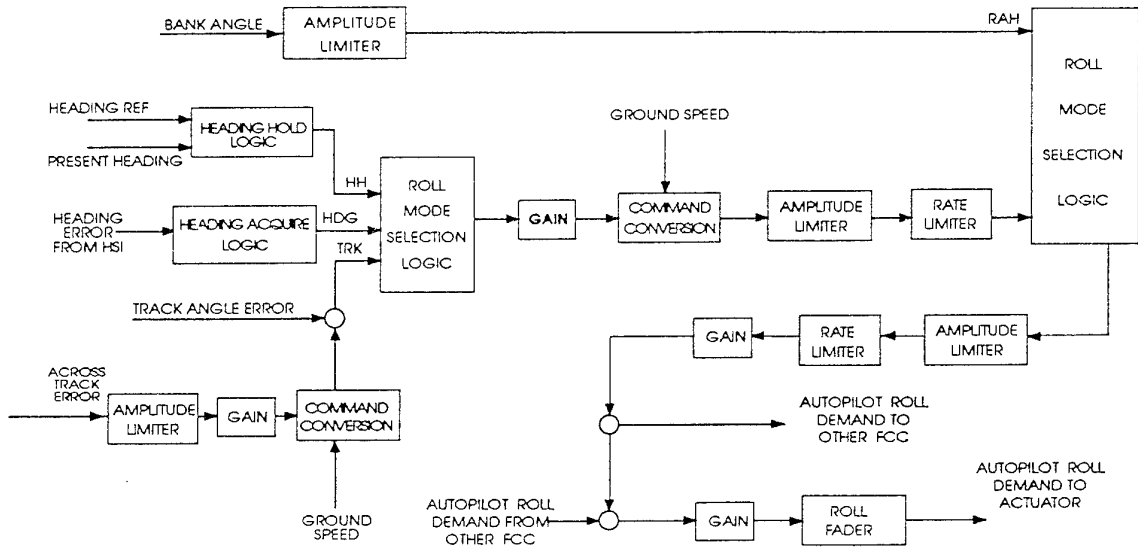 BANK ANGLE
AMPLITUDE
LIMITER
RAH
ROLL
MODE
SELECTION
LOGIC
HEADING REF
PRESENT HEADING
HEADING HOLD
LOGIC
HH
GROUND SPEED
HEADING
ERROR
FROM HSI
HEADING ACQUIRE
LOGIC
HDG
TRK
ROLL
MODE
SELECTION
LOGIC
GAIN
COMMAND
CONVERSION
AMPLITUDE
LIMITER
RATE
LIMITER
TRACK ANGLE ERROR
GAIN
RATE
LIMITER
AMPLITUDE
LIMITER
ACROSS
TRACK
ERROR
AMPLITUDE
LIMITER
GAIN
COMMAND
CONVERSION
GROUND
SPEED
AUTOPILOT ROLL
DEMAND TO
OTHER FCC
AUTOPILOT ROLL
DEMAND FROM
OTHER FCC
GAIN
ROLL
FADER
AUTOPILOT ROLL
DEMAND TO
ACTUATOR